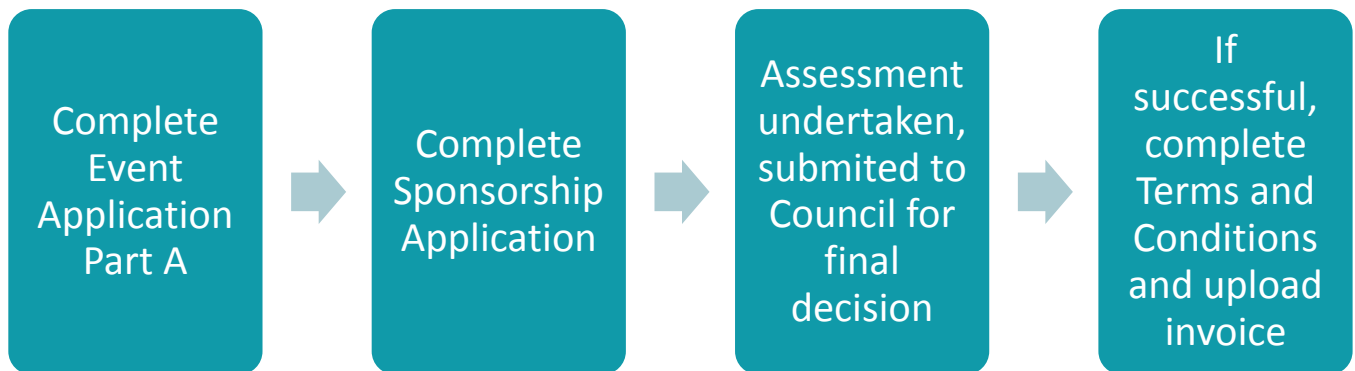 Complete
Event
Application
Part A
Complete
Sponsorship
Application
Assessment
undertaken,
submited to
Council for
final
decision
If
successful,
complete
Terms and
Conditions
and upload
invoice